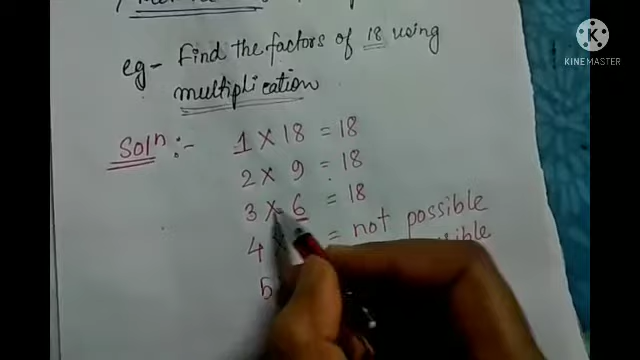 eg- Find the factors of 18 using
multiplication
Solⁿ:-
1 × 18 = 18
2 × 9 = 18
3 × 6 = 18
4 = not possible
5
KINEMASTER